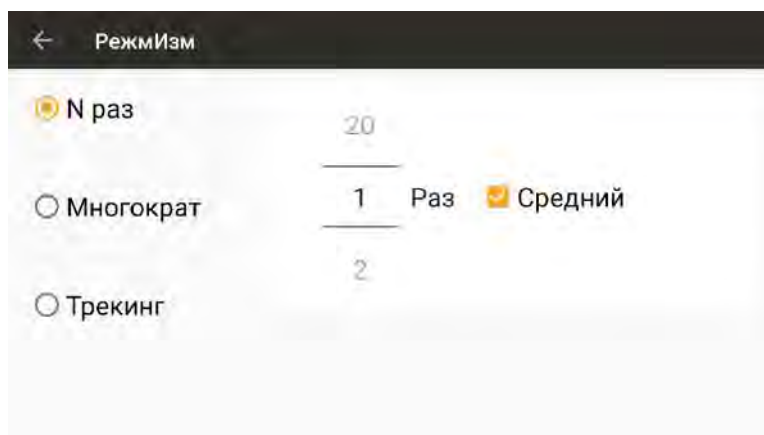 РежмИзм
N раз
20
1 Раз Средний
Многократ
2
Трекинг